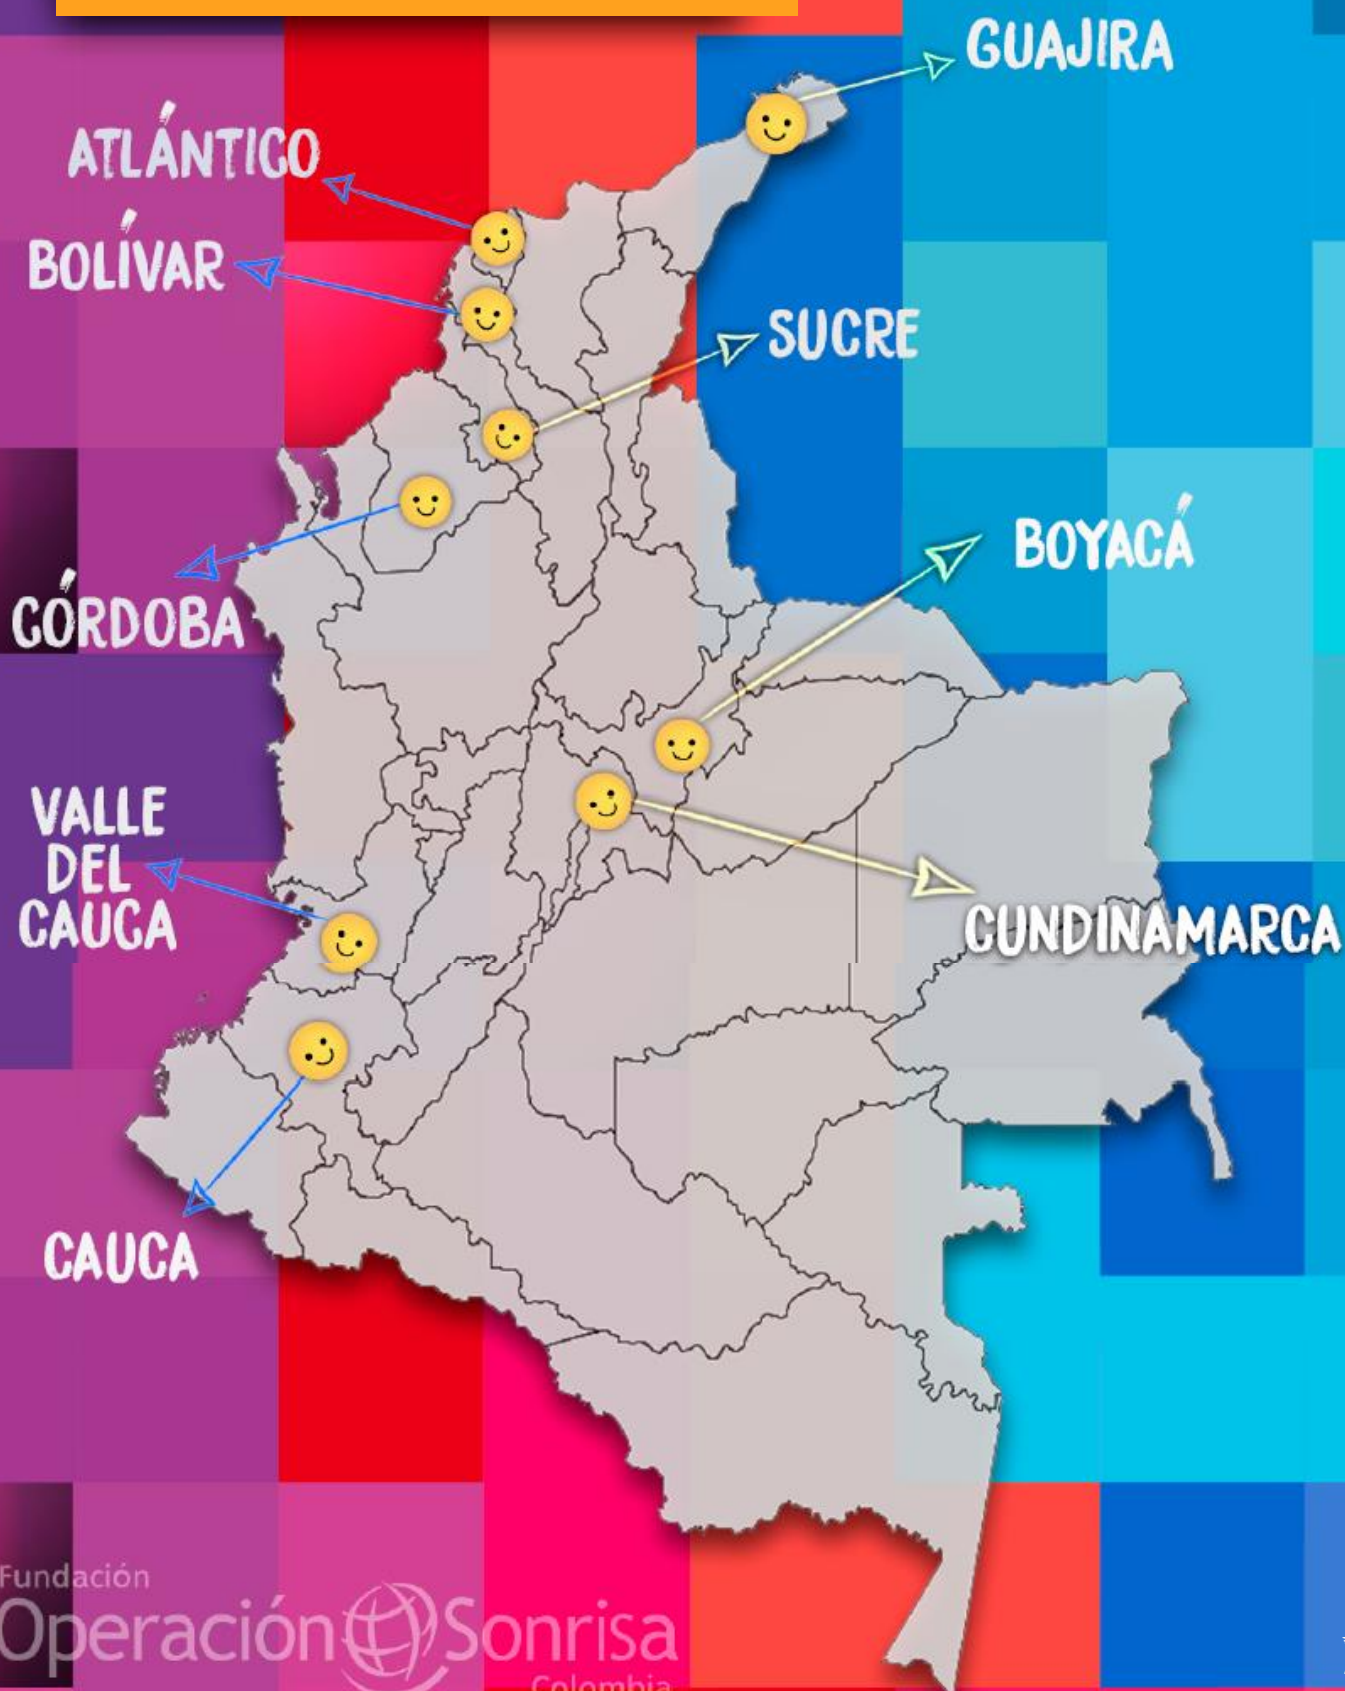 GUAJIRA
ATLÁNTICO
BOLÍVAR
SUCRE
BOYACÁ
CÓRDOBA
VALLE
DEL
CAUCA
CUNDINAMARCA
CAUCA
Fundación
Operación Sonrisa
Colombia